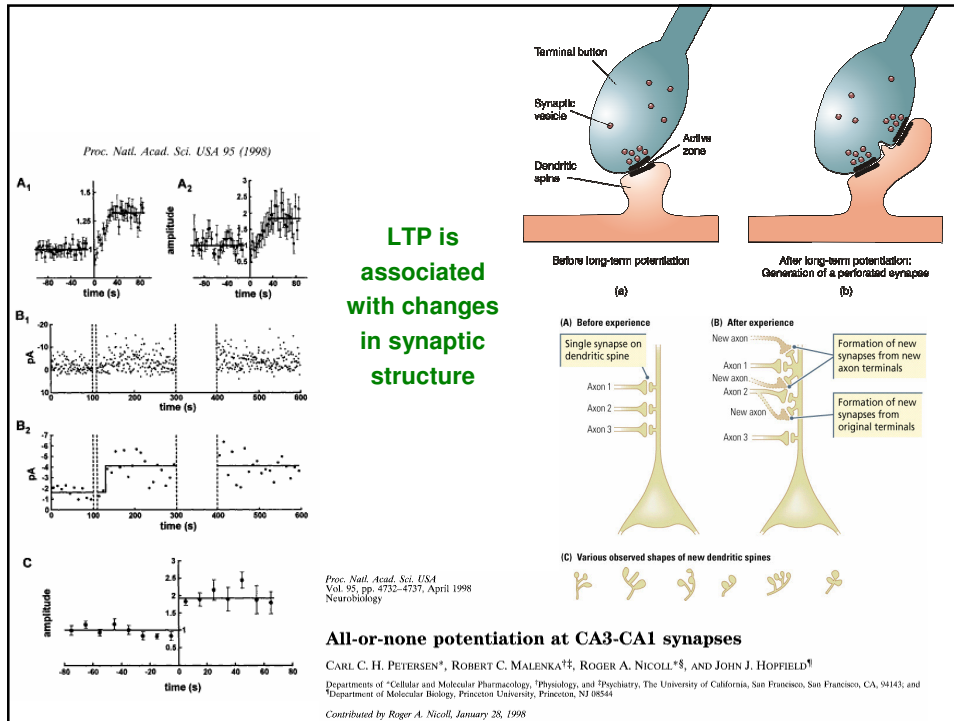 Proc. Natl. Acad. Sci. USA 95 (1998)
A1
1.5
1.25
1
-80 -40 0 40 80
time (s)
A2
amplitude
3
2.5
2
1.5
1
0.5
-80 -40 0 40 80
time (s)
B1
pA
-20
-10
0
10
0 100 200 300 400 500 600
time (s)
B2
pA
-7
-6
-5
-4
-3
-2
-1
0
0 100 200 300 400 500 600
time (s)
C
amplitude
3
2
1
0
-80 -60 -40 -20 0 20 40 60 80
time (s)
LTP is
associated
with changes
in synaptic
structure
Terminal button
Synaptic
vesicle
Active
zone
Dendritic
spine
Before long-term potentiation
(a)
After long-term potentiation:
Generation of a perforated synapse
(b)
(A) Before experience
Single synapse on
dendritic spine
Axon 1
Axon 2
Axon 3
(B) After experience
New axon
Axon 1
New axon
Axon 2
New axon
Axon 3
Formation of new
synapses from new
axon terminals
Formation of new
synapses from
original terminals
(C) Various observed shapes of new dendritic spines
Proc. Natl. Acad. Sci. USA
Vol. 95, pp. 4732–4737, April 1998
Neurobiology
All-or-none potentiation at CA3-CA1 synapses
CARL C. H. PETERSEN*, ROBERT C. MALENKA†‡, ROGER A. NICOLL*§, AND JOHN J. HOPFIELD¶
Departments of *Cellular and Molecular Pharmacology, †Physiology, and ‡Psychiatry, The University of California, San Francisco, San Francisco, CA, 94143; and
¶Department of Molecular Biology, Princeton University, Princeton, NJ 08544
Contributed by Roger A. Nicoll, January 28, 1998